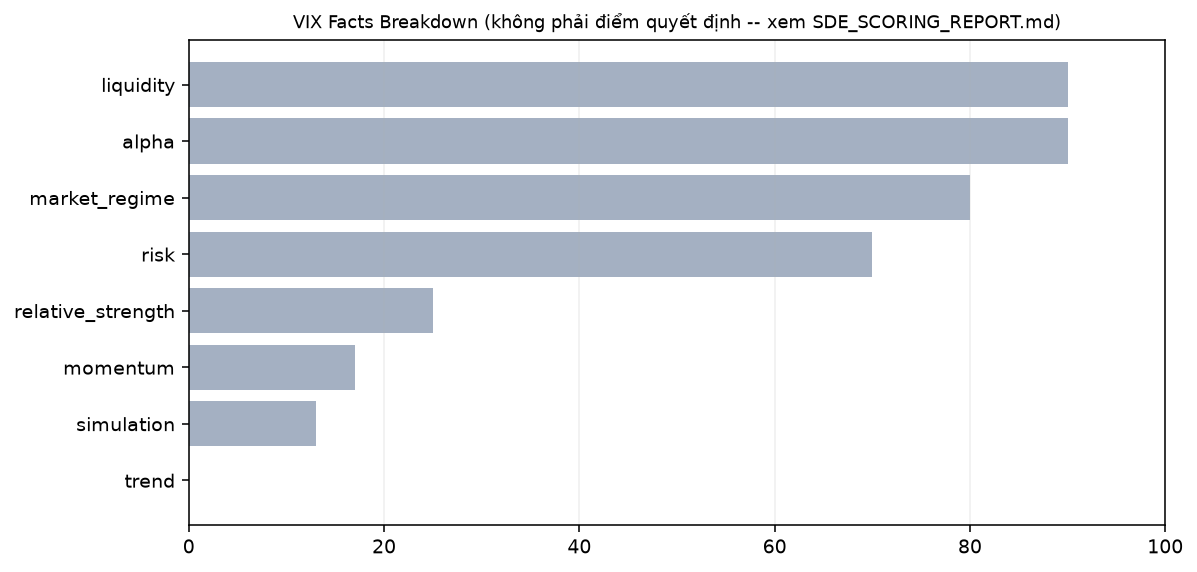 VIX Facts Breakdown (không phải điểm quyết định -- xem SDE_SCORING_REPORT.md)
liquidity
alpha
market_regime
risk
relative_strength
momentum
simulation
trend
0 20 40 60 80 100